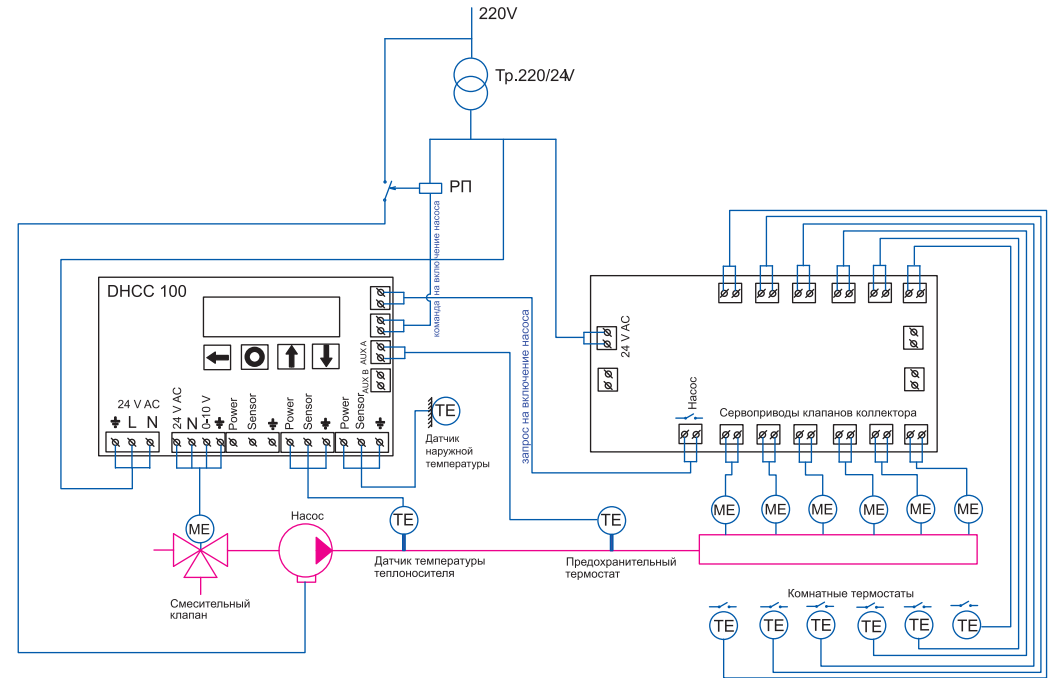 220V
Тр.220/24V
РП
команда на включение насоса
DHCC 100
AUX A
AUX B
24 V AC
L N
24 V AC
N
0-10 V
Power
Sensor
Power
Sensor
Power
Sensor
запрос на включение насоса
24 V AC
Насос
Сервоприводы клапанов коллектора
TE
Датчик
наружной
температуры
ME
Насос
TE
TE
ME
ME
ME
ME
ME
ME
Датчик температуры
теплоносителя
Предохранительный
термостат
Смесительный
клапан
Комнатные термостаты
TE
TE
TE
TE
TE
TE